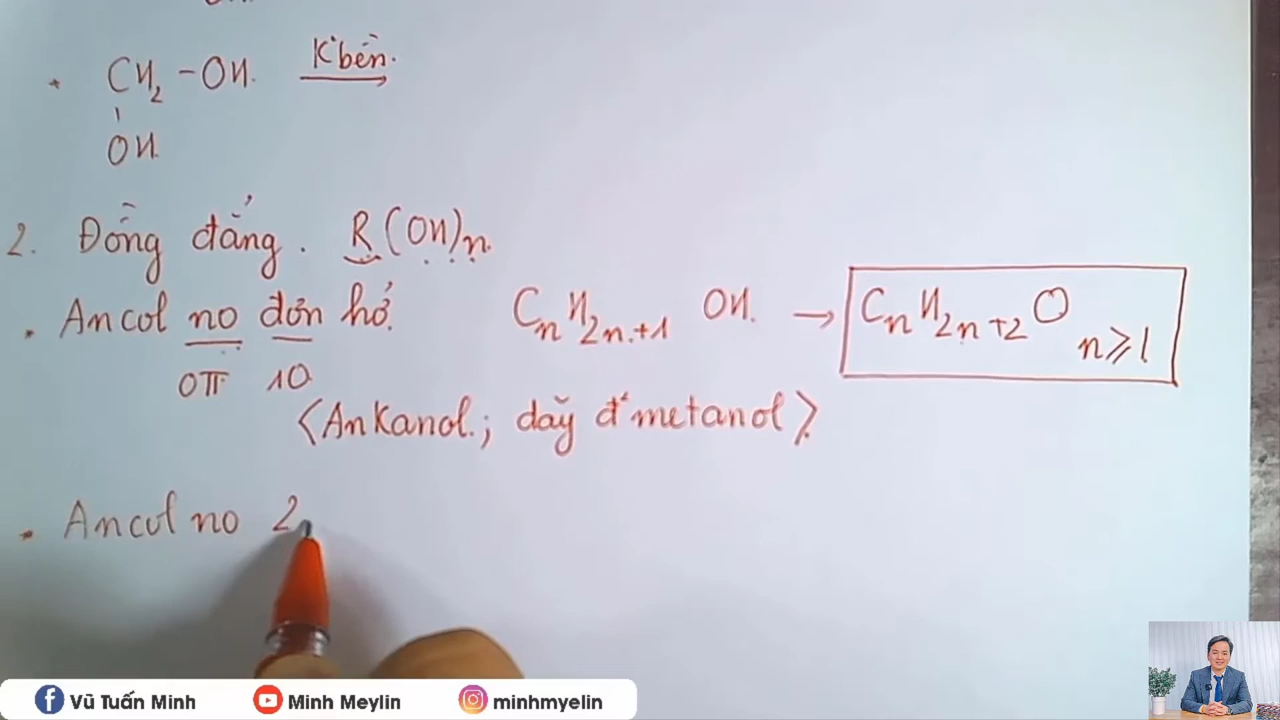 CH₂ - OH. K° bền.
OH.
2. Đồng đẳng. R(OH)n.
. Ancol no đơn hở. CnH2n+1 OH. → CnH2n+2O n⩾1
0π 1O
<Ankanol.; dãy đ² metanol>.
. Ancol no 2
Vũ Tuấn Minh Minh Meylin minhmyelin